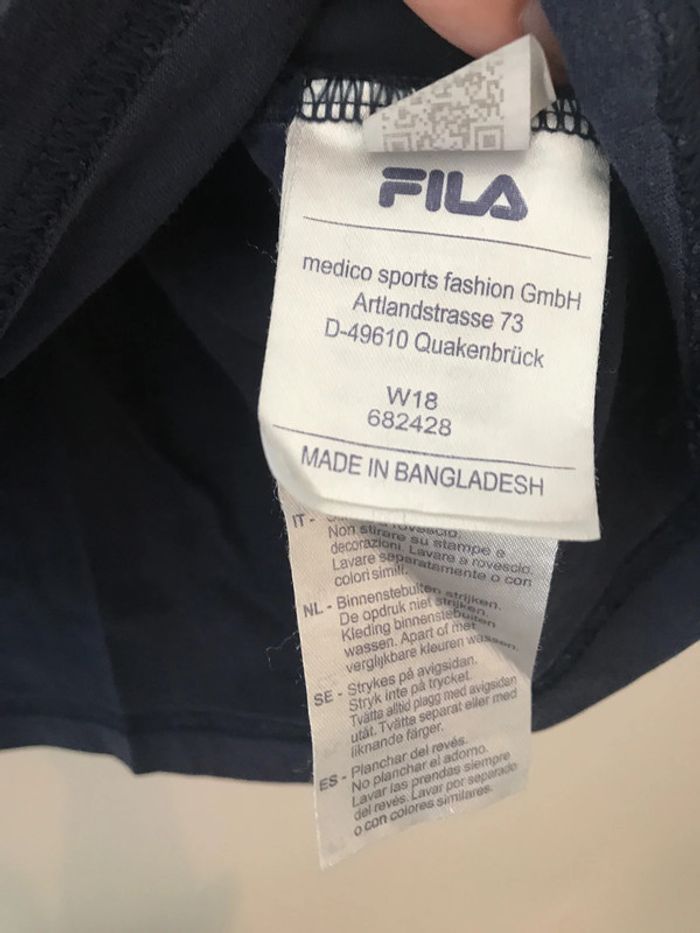 FILA
medico sports fashion GmbH
Artlandstrasse 73
D-49610 Quakenbrück
W18
682428
MADE IN BANGLADESH
IT -
Non stirare su stampe e
decorazioni. Lavare a rovescio.
Lavare separatamente o con
colori simili.
NL - Binnenstebuiten strijken.
De opdruk niet strijken.
Kleding binnenstebuiten
wassen. Apart of met
verglijkbare kleuren wassen.
SE - Strykes på avigsidan.
Stryk inte på trycket.
Tvätta alltid plagg med avigsidan
utåt. Tvätta separat eller med
liknande färger.
ES - Planchar del revés.
No planchar el adorno.
Lavar las prendas siempre
del revés. Lavar por separado
o con colores similares.